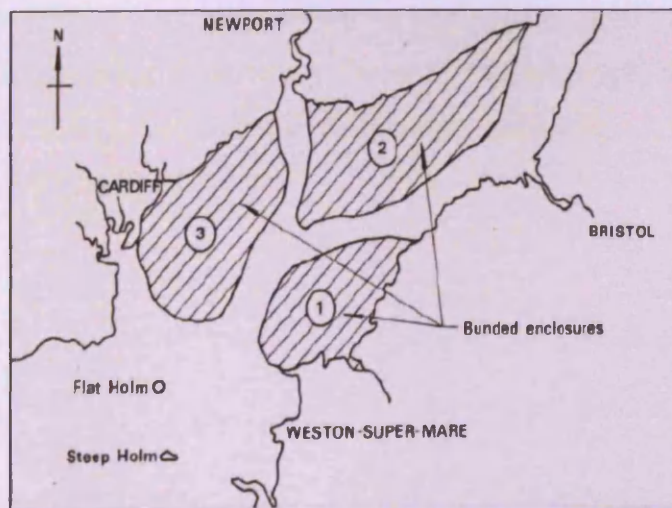 NEWPORT
N
2
CARDIFF
3
BRISTOL
1
Bunded enclosures
Flat Holm
WESTON-SUPER-MARE
Steep Holm